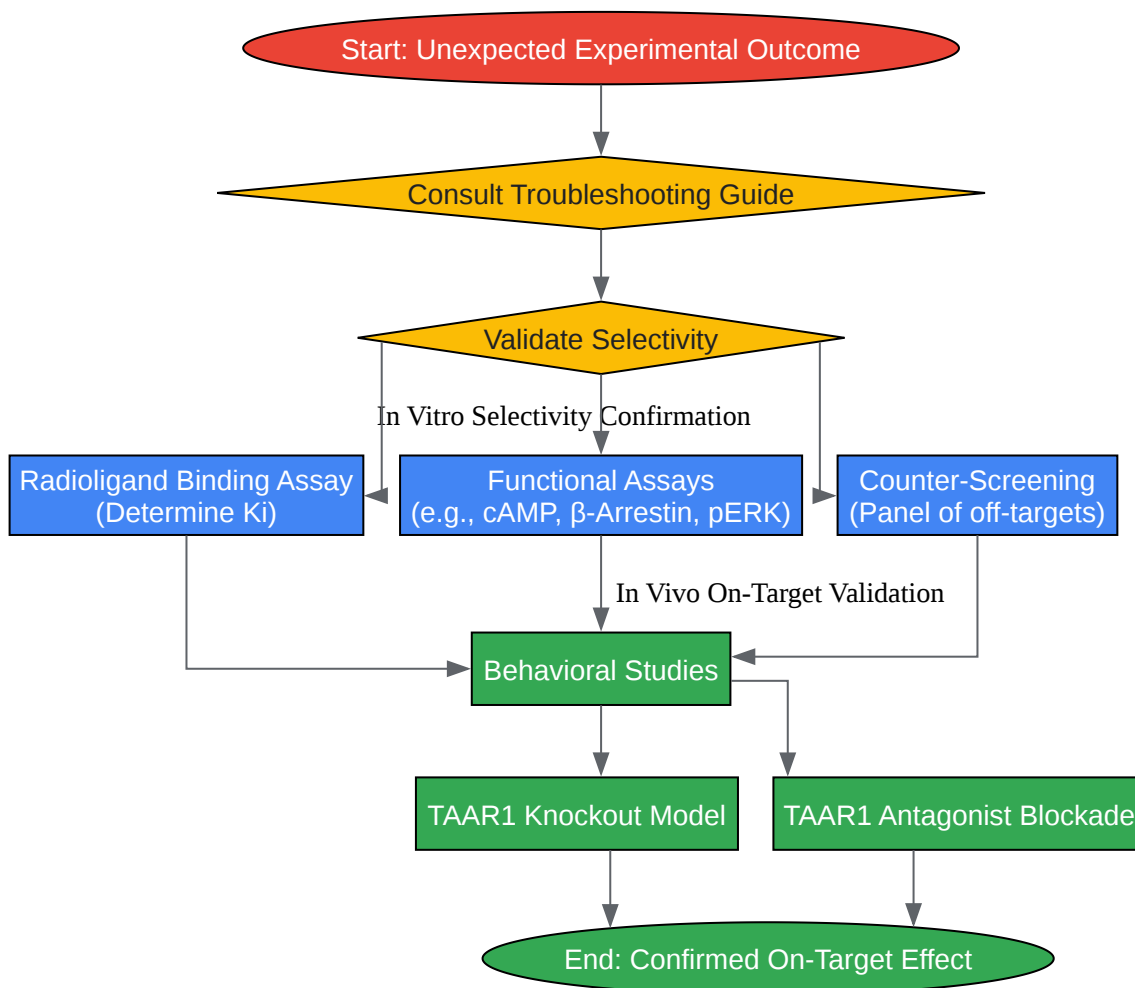 Start: Unexpected Experimental Outcome
Consult Troubleshooting Guide
Validate Selectivity
In Vitro Selectivity Confirmation
Radioligand Binding Assay
(Determine Ki)
Functional Assays
(e.g., cAMP, β-Arrestin, pERK)
Counter-Screening
(Panel of off-targets)
In Vivo On-Target Validation
Behavioral Studies
TAAR1 Knockout Model
TAAR1 Antagonist Blockade
End: Confirmed On-Target Effect